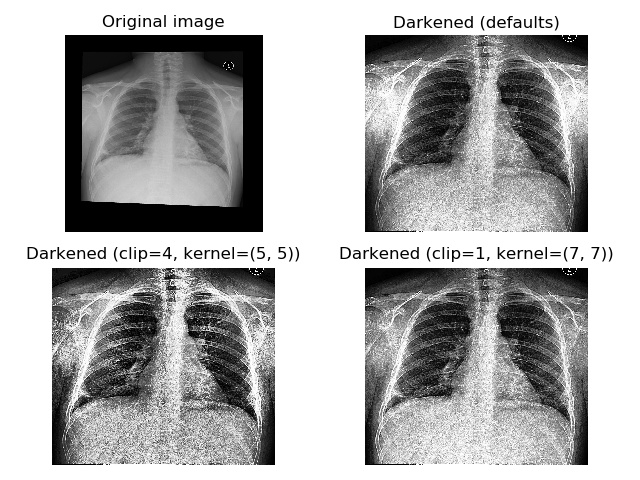 Original image
Darkened (defaults)
Darkened (clip=4, kernel=(5, 5))
Darkened (clip=1, kernel=(7, 7))